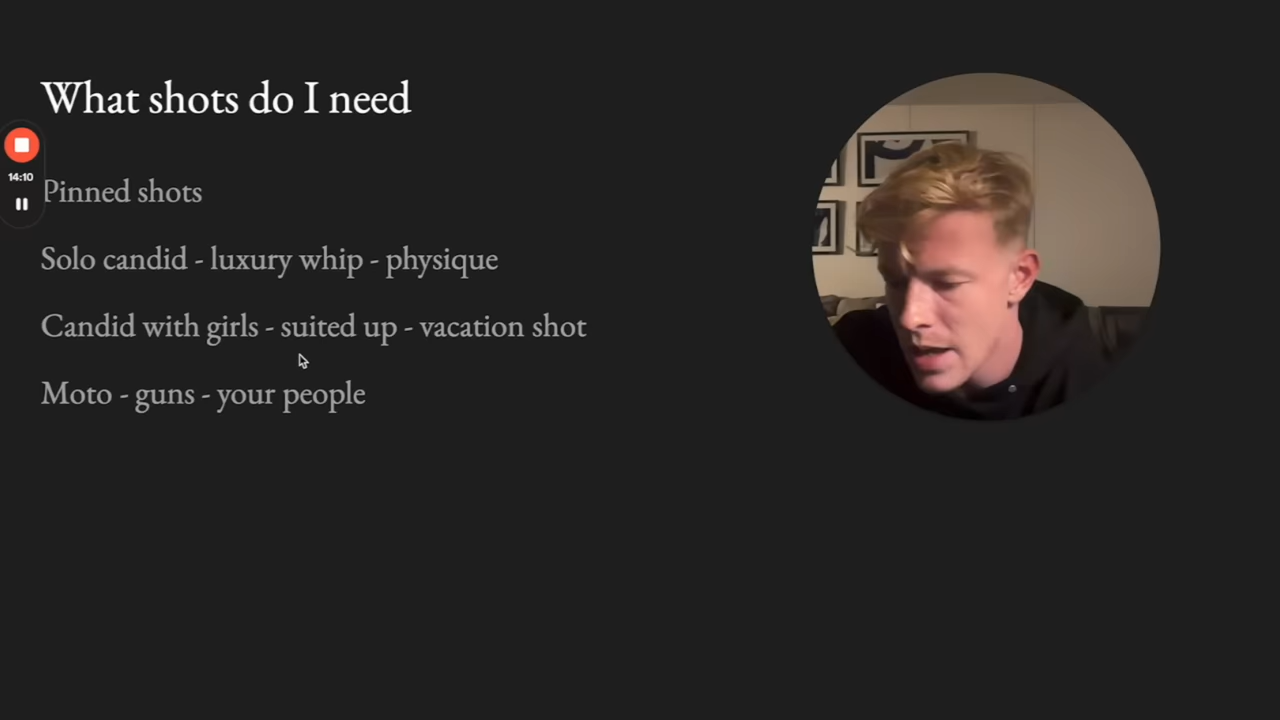 What shots do I need
14:10
Pinned shots
Solo candid - luxury whip - physique
Candid with girls - suited up - vacation shot
Moto - guns - your people